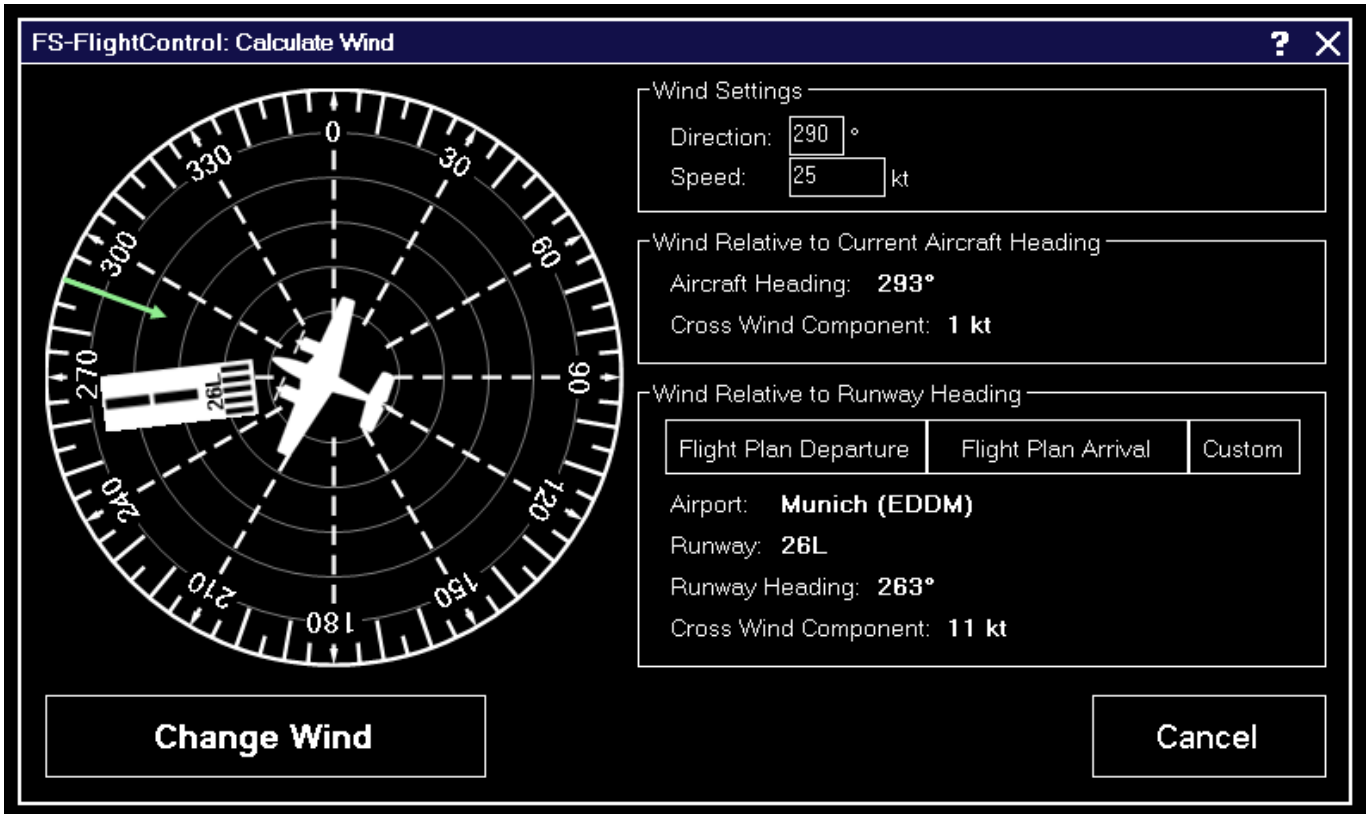 FS-FlightControl: Calculate Wind ? X
0
30
60
90
120
150
180
210
240
270
300
330
26L
Wind Settings
Direction: 290 °
Speed: 25 kt
Wind Relative to Current Aircraft Heading
Aircraft Heading: 293°
Cross Wind Component: 1 kt
Wind Relative to Runway Heading
Flight Plan Departure Flight Plan Arrival Custom
Airport: Munich (EDDM)
Runway: 26L
Runway Heading: 263°
Cross Wind Component: 11 kt
Change Wind Cancel